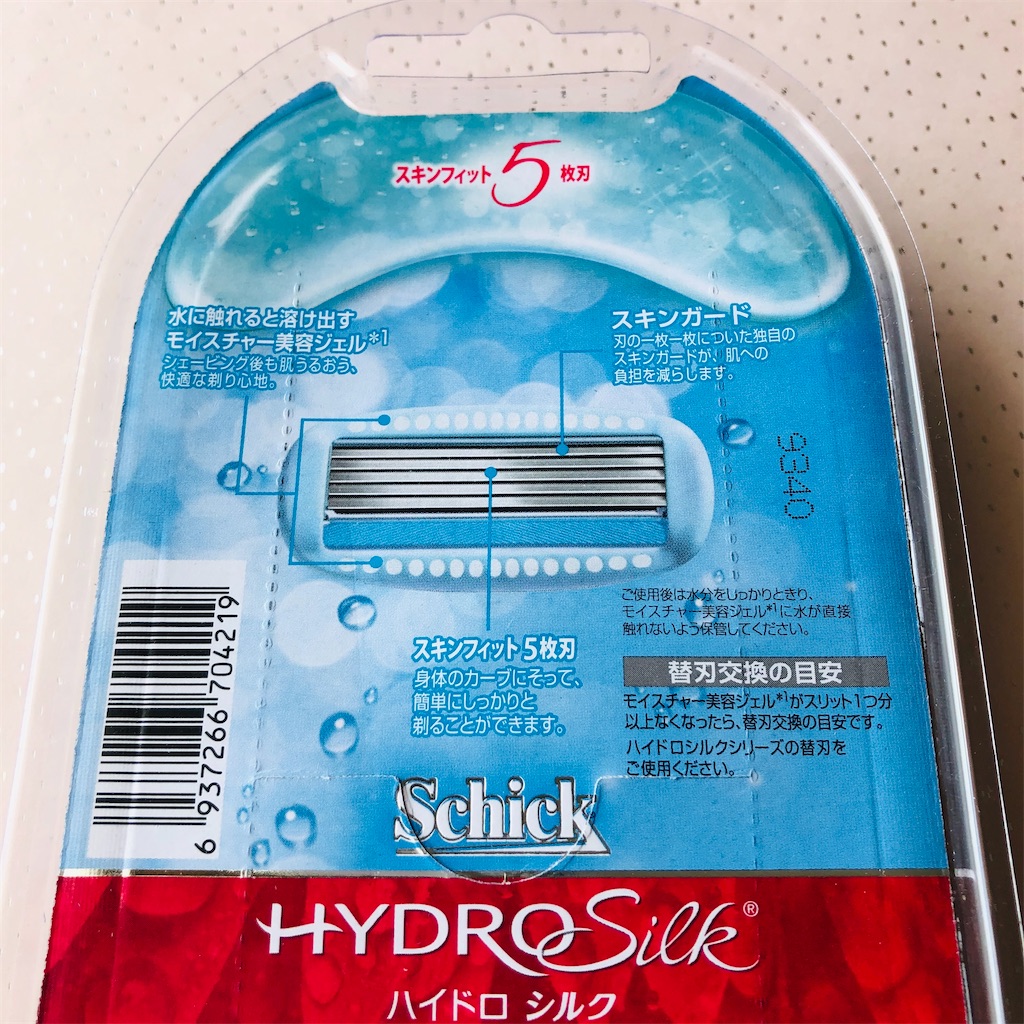 スキンフィット5枚刃
水に触れると溶け出す
モイスチャー美容ジェル*1
シェービング後も肌うるおう、
快適な剃り心地。
スキンガード
刃の一枚一枚についた独自の
スキンガードが、肌への
負担を減らします。
9340
スキンフィット5枚刃
身体のカーブにそって、
簡単にしっかりと
剃ることができます。
ご使用後は水分をしっかりときり、
モイスチャー美容ジェル*1に水が直接
触れないよう保管してください。
替刃交換の目安
モイスチャー美容ジェル*1がスリット1つ分
以上なくなったら、替刃交換の目安です。
ハイドロシルクシリーズの替刃を
ご使用ください。
6 937266 704219
Schick
HYDRO Silk®
ハイドロ シルク